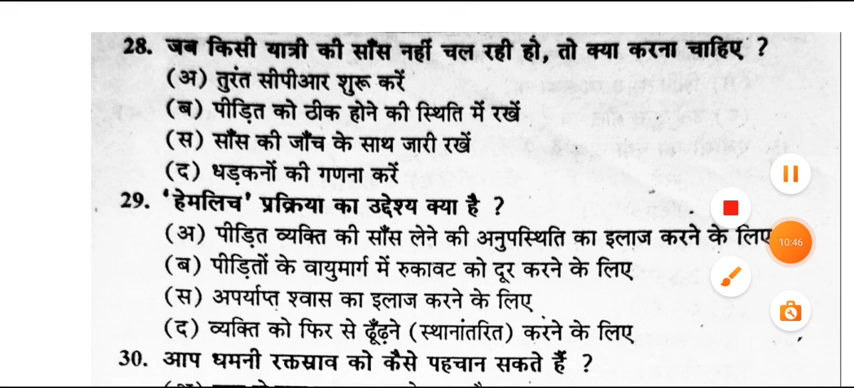 28. जब किसी यात्री की साँस नहीं चल रही हो, तो क्या करना चाहिए ?
(अ) तुरंत सीपीआर शुरू करें
(ब) पीड़ित को ठीक होने की स्थिति में रखें
(स) साँस की जाँच के साथ जारी रखें
(द) धड़कनों की गणना करें
29. 'हेमलिच' प्रक्रिया का उद्देश्य क्या है ?
(अ) पीड़ित व्यक्ति की साँस लेने की अनुपस्थिति का इलाज करने के लिए
10:46
(ब) पीड़ितों के वायुमार्ग में रुकावट को दूर करने के लिए
(स) अपर्याप्त श्वास का इलाज करने के लिए
(द) व्यक्ति को फिर से ढूँढ़ने (स्थानांतरित) करने के लिए
30. आप धमनी रक्तस्राव को कैसे पहचान सकते हैं ?